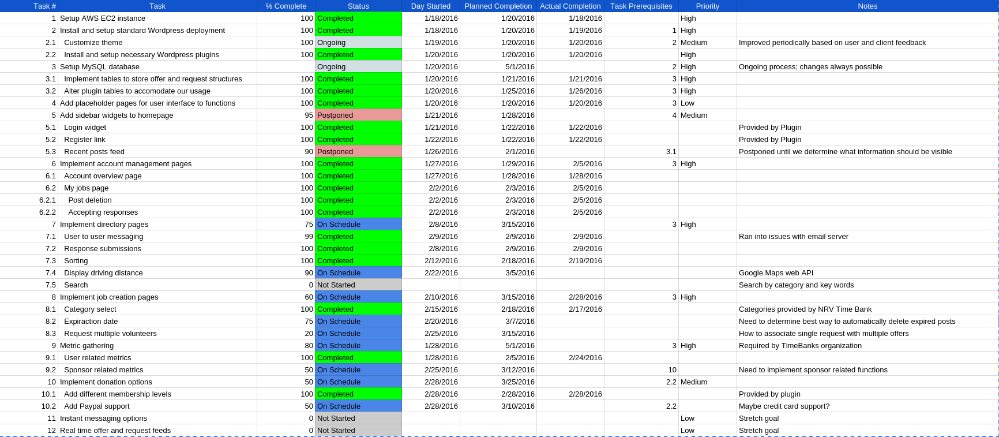 Task # Task % Complete Status Day Started Planned Completion Actual Completion Task Prerequisites Priority Notes
1 Setup AWS EC2 instance 100 Completed 1/18/2016 1/20/2016 1/18/2016 High
2 Install and setup standard Wordpress deployment 100 Completed 1/18/2016 1/20/2016 1/19/2016 1 High
2.1 Customize theme 100 Ongoing 1/19/2016 1/20/2016 1/20/2016 2 Medium Improved periodically based on user and client feedback
2.2 Install and setup necessary Wordpress plugins 100 Completed 1/20/2016 1/20/2016 1/20/2016 High
3 Setup MySQL database Ongoing 1/20/2016 5/1/2016 2 High Ongoing process; changes always possible
3.1 Implement tables to store offer and request structures 100 Completed 1/20/2016 1/21/2016 1/21/2016 3 High
3.2 Alter plugin tables to accomodate our usage 100 Completed 1/20/2016 1/25/2016 1/26/2016 3 High
4 Add placeholder pages for user interface to functions 100 Completed 1/20/2016 1/20/2016 1/20/2016 3 Low
5 Add sidebar widgets to homepage 95 Postponed 1/21/2016 1/28/2016 4 Medium
5.1 Login widget 100 Completed 1/21/2016 1/22/2016 1/22/2016 Provided by Plugin
5.2 Register link 100 Completed 1/22/2016 1/22/2016 1/22/2016 Provided by Plugin
5.3 Recent posts feed 90 Postponed 1/26/2016 2/1/2016 3.1 Postponed until we determine what information should be visible
6 Implement account management pages 100 Completed 1/27/2016 1/29/2016 2/5/2016 3 High
6.1 Account overview page 100 Completed 1/27/2016 1/28/2016 1/28/2016
6.2 My jobs page 100 Completed 2/2/2016 2/3/2016 2/5/2016
6.2.1 Post deletion 100 Completed 2/2/2016 2/3/2016 2/5/2016
6.2.2 Accepting responses 100 Completed 2/2/2016 2/3/2016 2/5/2016
7 Implement directory pages 75 On Schedule 2/8/2016 3/15/2016 3 High
7.1 User to user messaging 99 Completed 2/9/2016 2/9/2016 2/9/2016 Ran into issues with email server
7.2 Response submissions 100 Completed 2/8/2016 2/9/2016 2/9/2016
7.3 Sorting 100 Completed 2/12/2016 2/18/2016 2/19/2016
7.4 Display driving distance 90 On Schedule 2/22/2016 3/5/2016 Google Maps web API
7.5 Search 0 Not Started Search by category and key words
8 Implement job creation pages 60 On Schedule 2/10/2016 3/15/2016 2/28/2016 3 High
8.1 Category select 100 Completed 2/15/2016 2/18/2016 2/17/2016 Categories provided by NRV Time Bank
8.2 Expiraction date 75 On Schedule 2/20/2016 3/7/2016 Need to determine best way to automatically delete expired posts
8.3 Request multiple volunteers 20 On Schedule 2/25/2016 3/15/2016 How to associate single request with multiple offers
9 Metric gathering 80 On Schedule 1/28/2016 5/1/2016 3 High Required by TimeBanks organization
9.1 User related metrics 100 Completed 1/28/2016 2/5/2016 2/24/2016
9.2 Sponsor related metrics 50 On Schedule 2/25/2016 3/12/2016 10 Need to implement sponsor related functions
10 Implement donation options 50 On Schedule 2/28/2016 3/25/2016 2.2 Medium
10.1 Add different membership levels 100 Completed 2/28/2016 2/28/2016 2/28/2016 Provided by plugin
10.2 Add Paypal support 50 On Schedule 2/28/2016 3/10/2016 2.2 Maybe credit card support?
11 Instant messaging options 0 Not Started Low Stretch goal
12 Real time offer and request feeds 0 Not Started Low Stretch goal